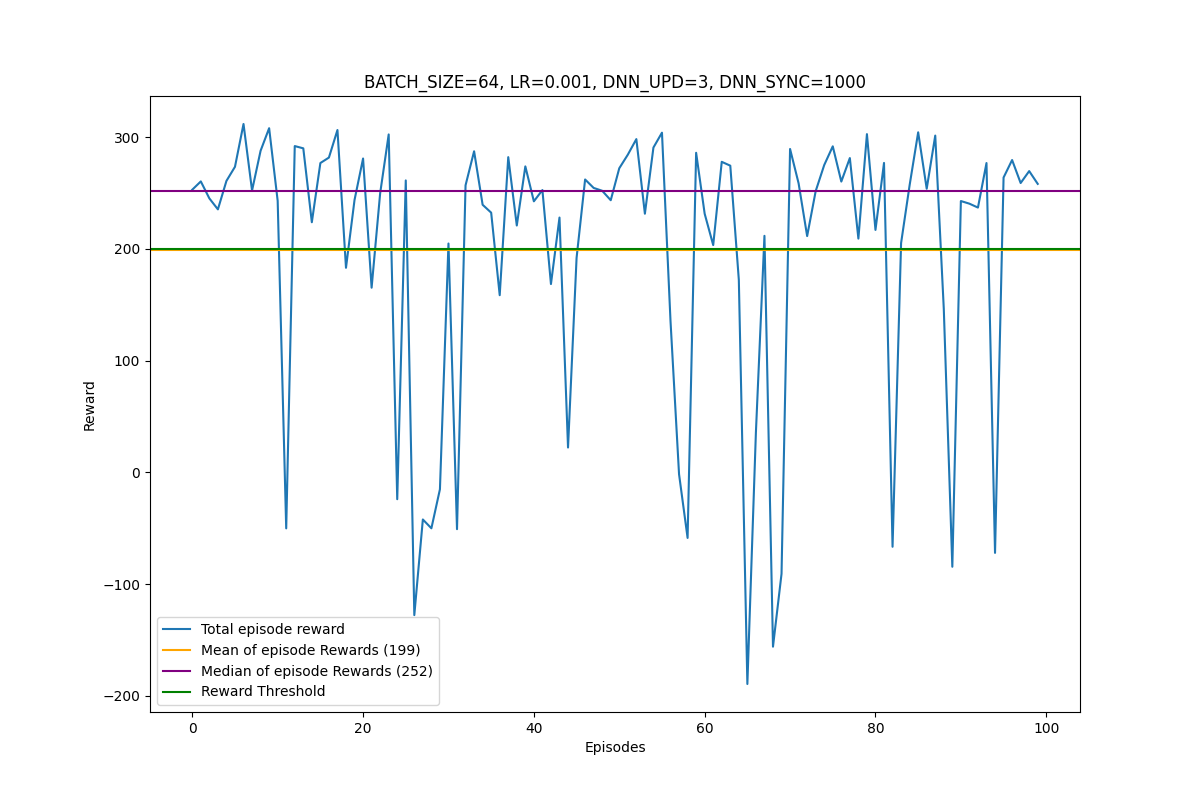 BATCH_SIZE=64, LR=0.001, DNN_UPD=3, DNN_SYNC=1000
Reward
300
200
100
0
−100
−200
Total episode reward
Mean of episode Rewards (199)
Median of episode Rewards (252)
Reward Threshold
0 20 40 60 80 100
Episodes